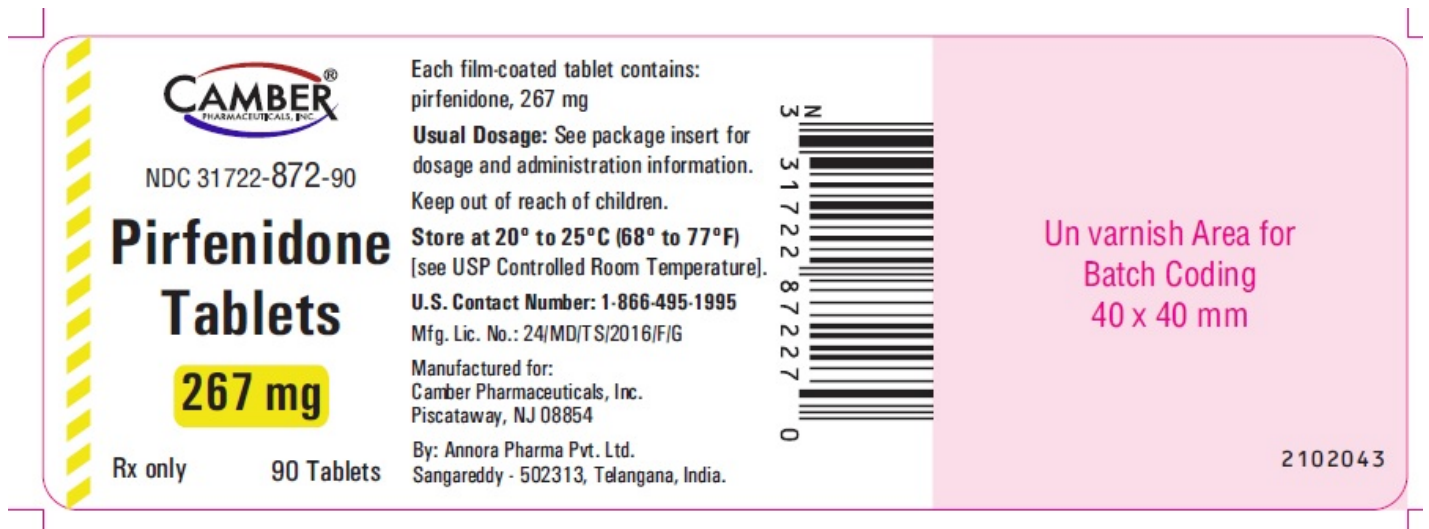 CAMBER®
PHARMACEUTICALS, INC.
NDC 31722-872-90
Pirfenidone
Tablets
267 mg
Rx only 90 Tablets
Each film-coated tablet contains:
pirfenidone, 267 mg
Usual Dosage: See package insert for
dosage and administration information.
Keep out of reach of children.
Store at 20° to 25°C (68° to 77°F)
[see USP Controlled Room Temperature].
U.S. Contact Number: 1-866-495-1995
Mfg. Lic. No.: 24/MD/TS/2016/F/G
Manufactured for:
Camber Pharmaceuticals, Inc.
Piscataway, NJ 08854
By: Annora Pharma Pvt. Ltd.
Sangareddy - 502313, Telangana, India.
N
3 31722 87227 0
Un varnish Area for
Batch Coding
40 x 40 mm
2102043